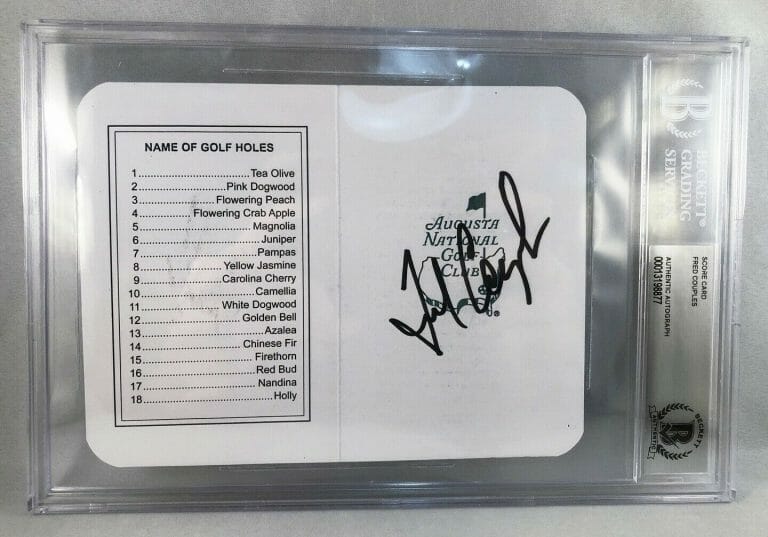 NAME OF GOLF HOLES
1 Tea Olive
2 Pink Dogwood
3 Flowering Peach
4 Flowering Crab Apple
5 Magnolia
6 Juniper
7 Pampas
8 Yellow Jasmine
9 Carolina Cherry
10 Camellia
11 White Dogwood
12 Golden Bell
13 Azalea
14 Chinese Fir
15 Firethorn
16 Red Bud
17 Nandina
18 Holly
AUGUSTA
NATIONAL
GOLF
CLUB
®
B
BECKETT®
GRADING
SERVICES
SCORE CARD
FRED COUPLES
AUTHENTIC AUTOGRAPH
00013198877
BECKETT
B
AUTHENTIC